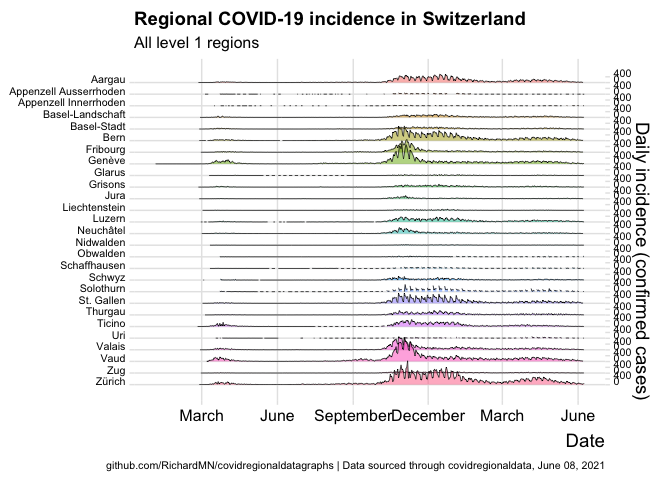 Regional COVID-19 incidence in Switzerland
All level 1 regions
Aargau
Appenzell Ausserrhoden
Appenzell Innerrhoden
Basel-Landschaft
Basel-Stadt
Bern
Fribourg
Genève
Glarus
Grisons
Jura
Liechtenstein
Luzern
Neuchâtel
Nidwalden
Obwalden
Schaffhausen
Schwyz
Solothurn
St. Gallen
Thurgau
Ticino
Uri
Valais
Vaud
Zug
Zürich
400
0
400
Daily incidence (confirmed cases)
March June September December March June
Date
github.com/RichardMN/covidregionaldatagraphs | Data sourced through covidregionaldata, June 08, 2021